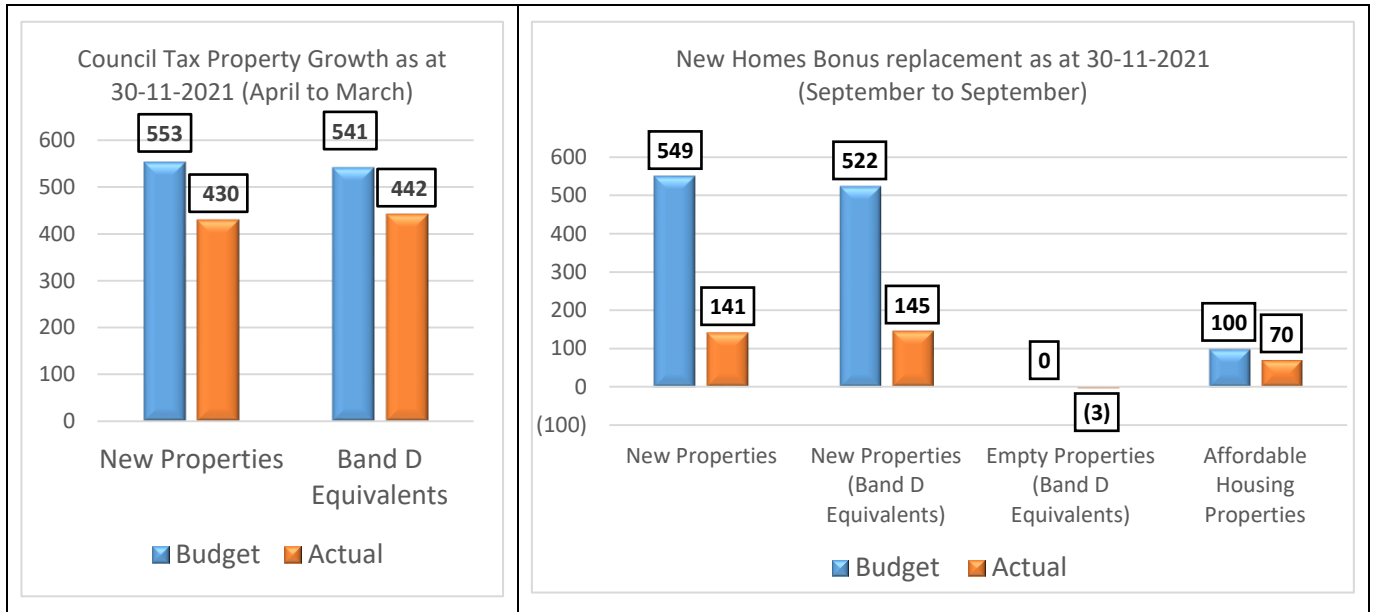 Council Tax Property Growth as at
30-11-2021 (April to March)
600
500
400
300
200
100
0
553
430
541
442
New Properties
Band D
Equivalents
Budget
Actual
New Homes Bonus replacement as at 30-11-2021
(September to September)
600
500
400
300
200
100
0
(100)
549
141
522
145
0
(3)
100
70
New Properties
New Properties
(Band D
Equivalents)
Empty Properties
(Band D
Equivalents)
Affordable
Housing
Properties
Budget
Actual